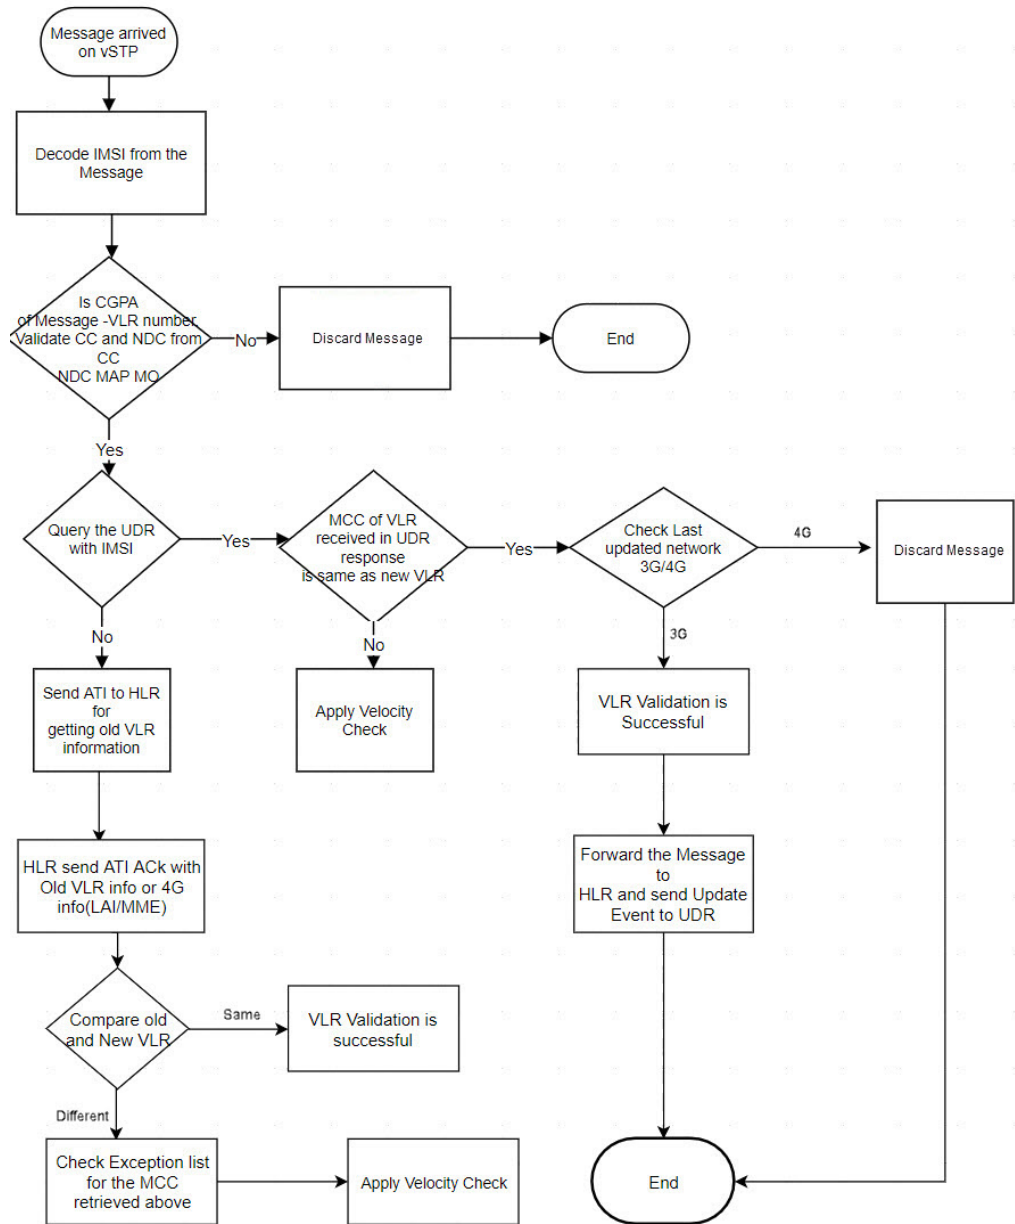 Message arrived
on vSTP
Decode IMSI from the
Message
Is CGPA
of Message -VLR number
Validate CC and NDC from
CC
NDC MAP MO
No
Discard Message
End
Yes
Query the UDR
with IMSI
Yes
MCC of VLR
received in UDR
response
is same as new VLR
Yes
Check Last
updated network
3G/4G
4G
Discard Message
No
No
3G
Send ATI to HLR
for
getting old VLR
information
Apply Velocity
Check
VLR Validation is
Successful
HLR send ATI ACk with
Old VLR info or 4G
info(LAI/MME)
Forward the Message
to
HLR and send Update
Event to UDR
Compare old
and New VLR
Same
VLR Validation is
successful
Different
Check Exception list
for the MCC
retrieved above
Apply Velocity Check
End